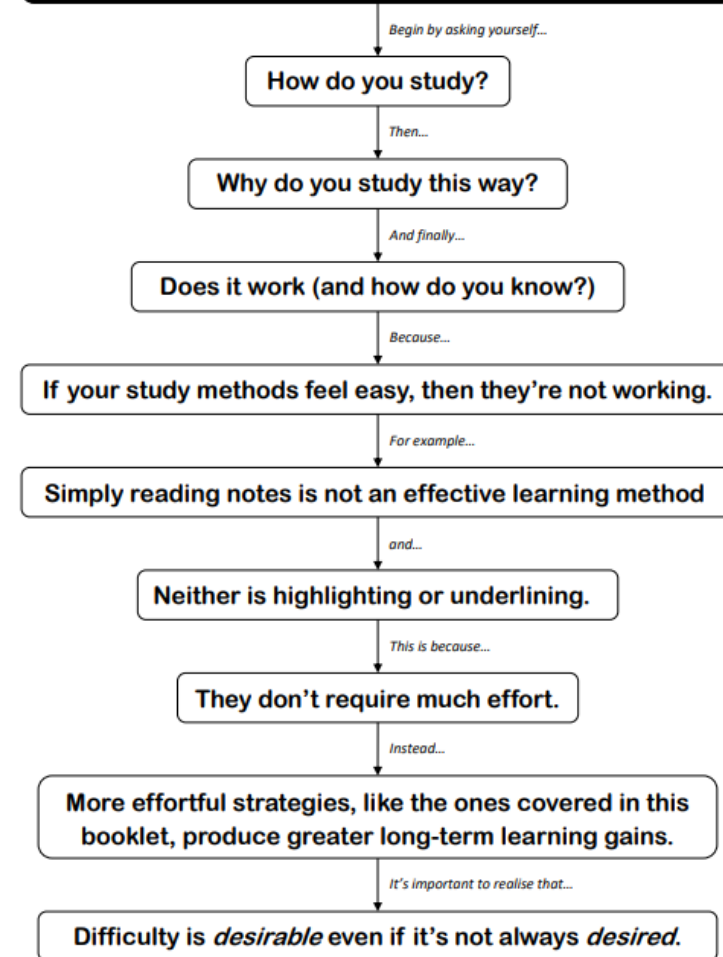 Begin by asking yourself...
How do you study?
Then...
Why do you study this way?
And finally...
Does it work (and how do you know?)
Because...
If your study methods feel easy, then they're not working.
For example...
Simply reading notes is not an effective learning method
and...
Neither is highlighting or underlining.
This is because...
They don't require much effort.
Instead...
More effortful strategies, like the ones covered in this
booklet, produce greater long-term learning gains.
It's important to realise that...
Difficulty is desirable even if it's not always desired.